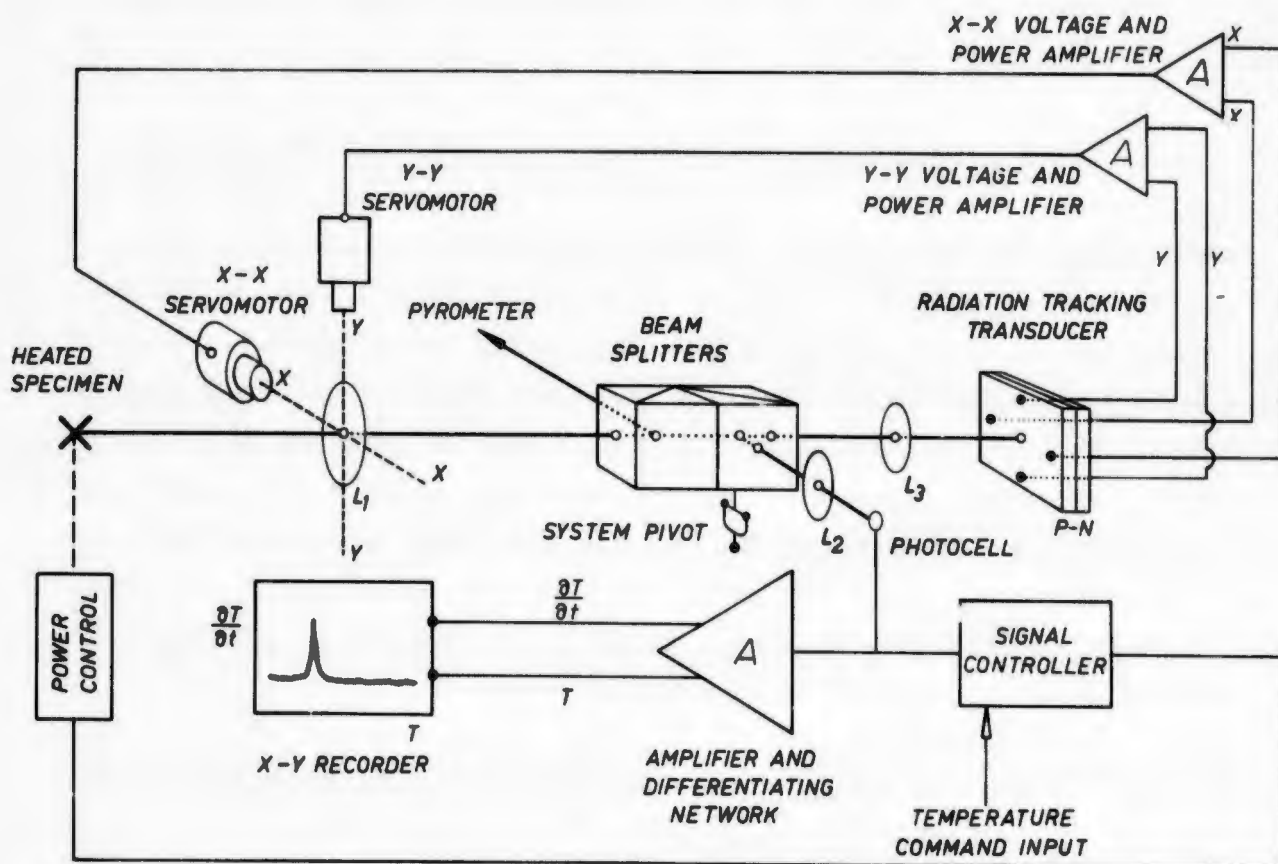 X-X VOLTAGE AND
POWER AMPLIFIER
X
A
X
Y-Y
SERVOMOTOR
A
Y-Y VOLTAGE AND
POWER AMPLIFIER
X-X
SERVOMOTOR
Y
Y
Y
PYROMETER
BEAM
SPLITTERS
RADIATION TRACKING
TRANSDUCER
HEATED
SPECIMEN
X
X
L1
L3
P-N
SYSTEM PIVOT
L2
PHOTOCELL
Y
∂T
∂t
∂T
∂t
POWER
CONTROL
A
SIGNAL
CONTROLLER
T
T
X-Y RECORDER
AMPLIFIER AND
DIFFERENTIATING
NETWORK
TEMPERATURE
COMMAND INPUT